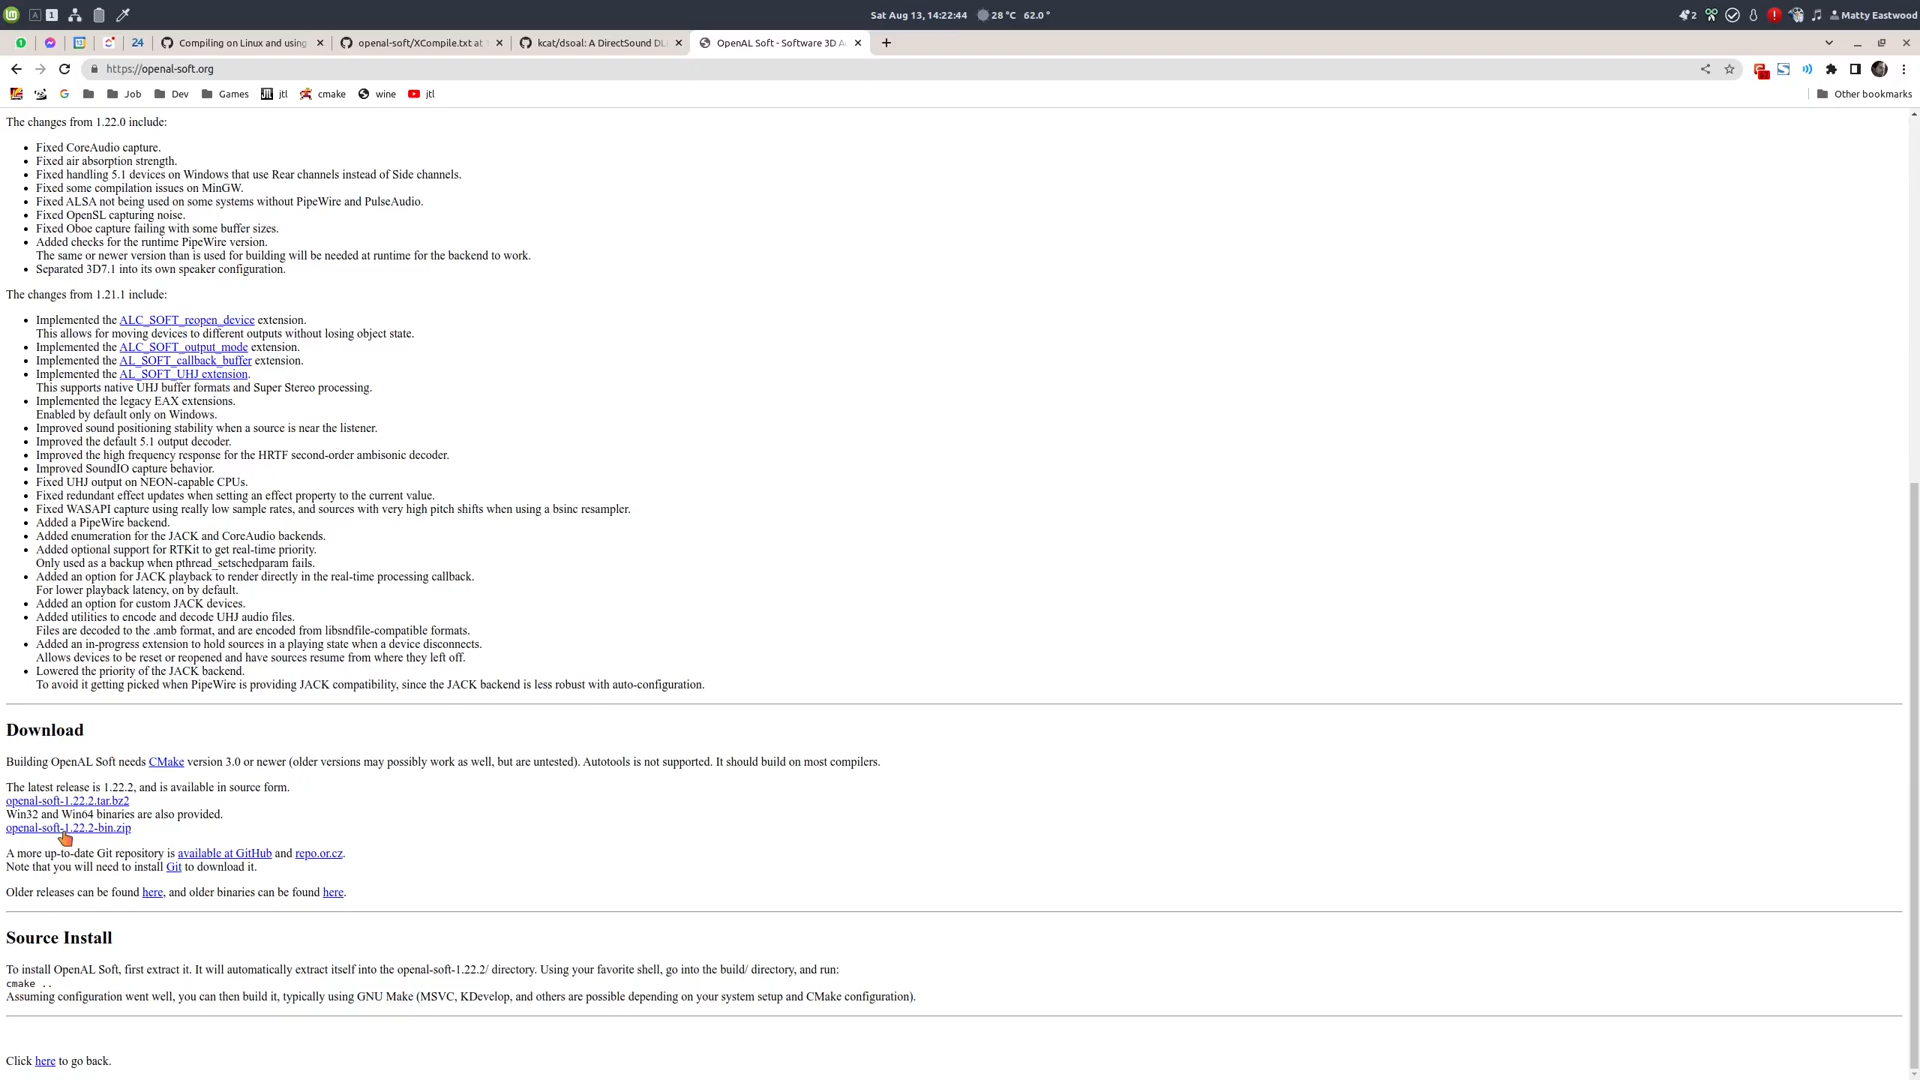 A 1 Sat Aug 13, 14:22:44 28 °C 62.0 ° 2 Matty Eastwood
24 Compiling on Linux and using openal-soft/XCompile.txt at kcat/dsoal: A DirectSound DL OpenAL Soft - Software 3D A
https://openal-soft.org
G Job Dev Games jtl cmake wine jtl Other bookmarks
The changes from 1.22.0 include:
• Fixed CoreAudio capture.
• Fixed air absorption strength.
• Fixed handling 5.1 devices on Windows that use Rear channels instead of Side channels.
• Fixed some compilation issues on MinGW.
• Fixed ALSA not being used on some systems without PipeWire and PulseAudio.
• Fixed OpenSL capturing noise.
• Fixed Oboe capture failing with some buffer sizes.
• Added checks for the runtime PipeWire version.
The same or newer version than is used for building will be needed at runtime for the backend to work.
• Separated 3D7.1 into its own speaker configuration.
The changes from 1.21.1 include:
• Implemented the ALC_SOFT_reopen_device extension.
This allows for moving devices to different outputs without losing object state.
• Implemented the ALC_SOFT_output_mode extension.
• Implemented the AL_SOFT_callback_buffer extension.
• Implemented the AL_SOFT_UHJ extension.
This supports native UHJ buffer formats and Super Stereo processing.
• Implemented the legacy EAX extensions.
Enabled by default only on Windows.
• Improved sound positioning stability when a source is near the listener.
• Improved the default 5.1 output decoder.
• Improved the high frequency response for the HRTF second-order ambisonic decoder.
• Improved SoundIO capture behavior.
• Fixed UHJ output on NEON-capable CPUs.
• Fixed redundant effect updates when setting an effect property to the current value.
• Fixed WASAPI capture using really low sample rates, and sources with very high pitch shifts when using a bsinc resampler.
• Added a PipeWire backend.
• Added enumeration for the JACK and CoreAudio backends.
• Added optional support for RTKit to get real-time priority.
Only used as a backup when pthread_setschedparam fails.
• Added an option for JACK playback to render directly in the real-time processing callback.
For lower playback latency, on by default.
• Added an option for custom JACK devices.
• Added utilities to encode and decode UHJ audio files.
Files are decoded to the .amb format, and are encoded from libsndfile-compatible formats.
• Added an in-progress extension to hold sources in a playing state when a device disconnects.
Allows devices to be reset or reopened and have sources resume from where they left off.
• Lowered the priority of the JACK backend.
To avoid it getting picked when PipeWire is providing JACK compatibility, since the JACK backend is less robust with auto-configuration.
Download
Building OpenAL Soft needs CMake version 3.0 or newer (older versions may possibly work as well, but are untested). Autotools is not supported. It should build on most compilers.
The latest release is 1.22.2, and is available in source form.
openal-soft-1.22.2.tar.bz2
Win32 and Win64 binaries are also provided.
openal-soft-1.22.2-bin.zip
A more up-to-date Git repository is available at GitHub and repo.or.cz.
Note that you will need to install Git to download it.
Older releases can be found here, and older binaries can be found here.
Source Install
To install OpenAL Soft, first extract it. It will automatically extract itself into the openal-soft-1.22.2/ directory. Using your favorite shell, go into the build/ directory, and run:
cmake ..
Assuming configuration went well, you can then build it, typically using GNU Make (MSVC, KDevelop, and others are possible depending on your system setup and CMake configuration).
Click here to go back.